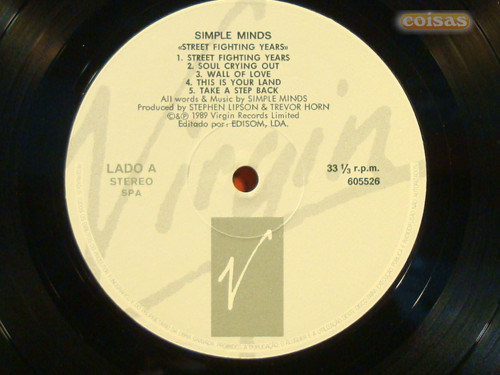 coisas
SIMPLE MINDS
«STREET FIGHTING YEARS»
1. STREET FIGHTING YEARS
2. SOUL CRYING OUT
3. WALL OF LOVE
4. THIS IS YOUR LAND
5. TAKE A STEP BACK
All words & Music by SIMPLE MINDS
Produced by STEPHEN LIPSON & TREVOR HORN
©℗ 1989 Virgin Records Limited
Editado por: EDISOM, LDA.
LADO A
STEREO
SPA
33 ⅓ r.p.m.
605526
Virgin
V